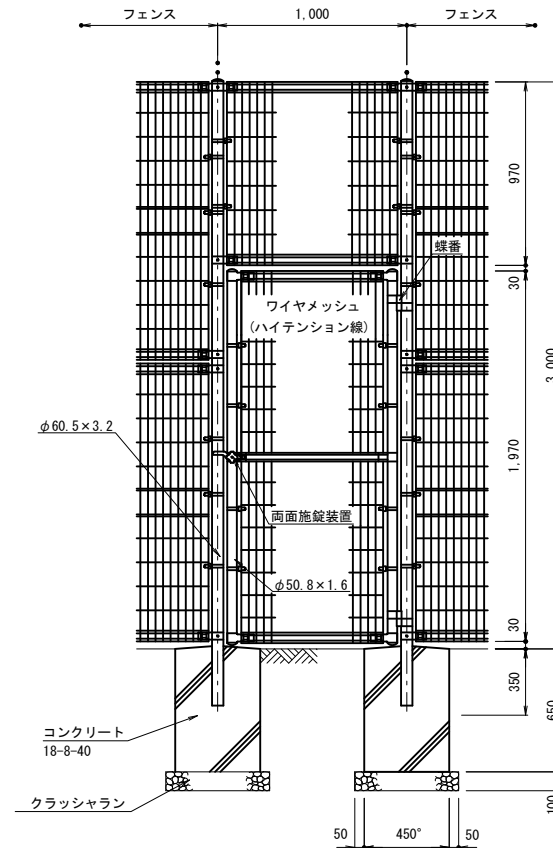 フェンス 1,000 フェンス
970
蝶番
30
ワイヤメッシュ
(ハイテンション線)
3,000
φ60.5×3.2
1,970
両面施錠装置
φ50.8×1.6
30
350
650
コンクリート
18-8-40
クラッシャラン
100
50 450° 50